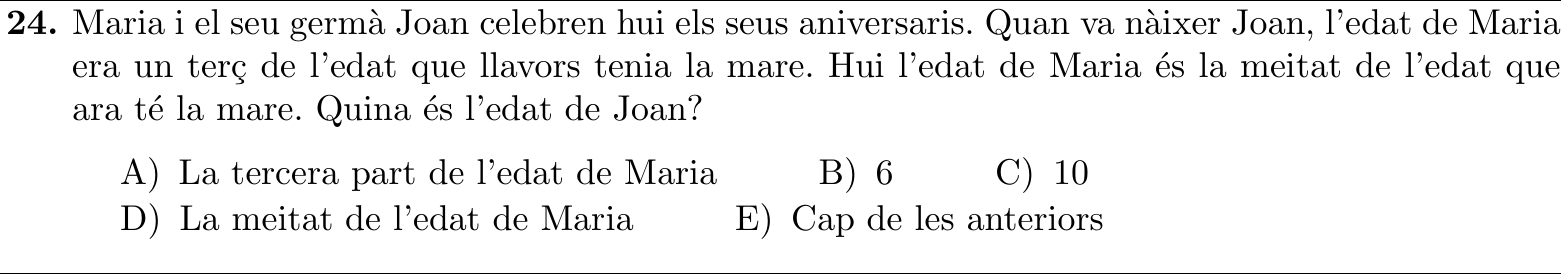 24. Maria i el seu germà Joan celebren hui els seus aniversaris. Quan va nàixer Joan, l'edat de Maria
era un terç de l'edat que llavors tenia la mare. Hui l'edat de Maria és la meitat de l'edat que
ara té la mare. Quina és l'edat de Joan?
A) La tercera part de l'edat de Maria B) 6 C) 10
D) La meitat de l'edat de Maria E) Cap de les anteriors